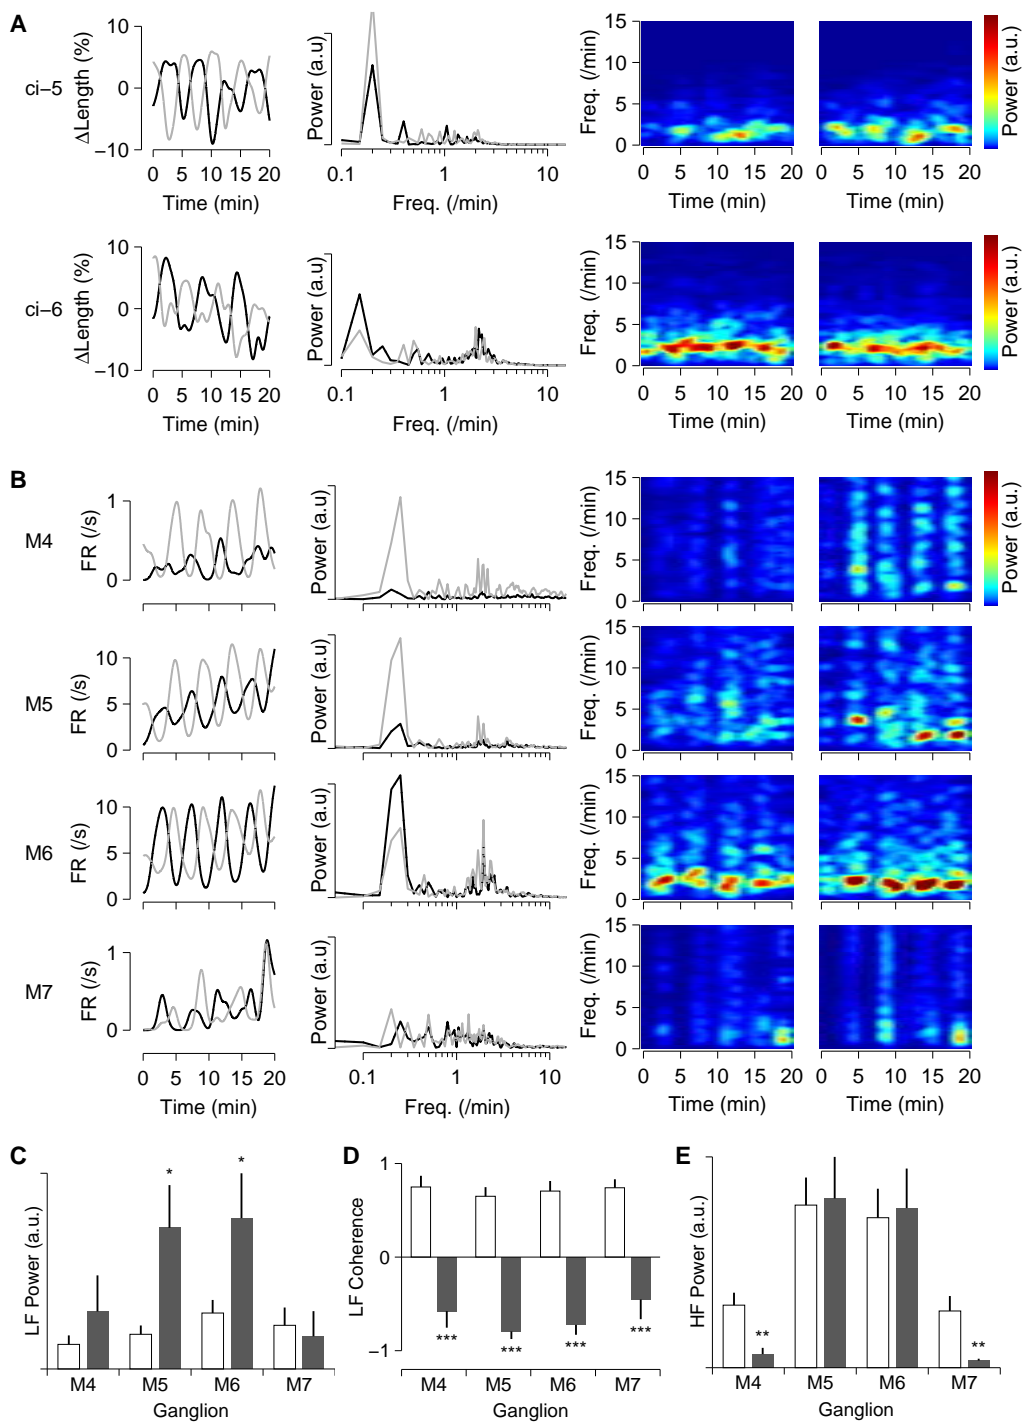 A
ci−5
ΔLength (%)
10
0
−10
0 5 10 15 20
Time (min)
Power (a.u)
0.1 1 10
Freq. (/min)
Freq. (/min)
15
10
5
0
0 5 10 15 20
Time (min)
0 5 10 15 20
Time (min)
Power (a.u.)
ci−6
ΔLength (%)
10
0
−10
0 5 10 15 20
Time (min)
Power (a.u)
0.1 1 10
Freq. (/min)
Freq. (/min)
15
10
5
0
0 5 10 15 20
Time (min)
0 5 10 15 20
Time (min)
Power (a.u.)
B
M4
FR (/s)
1
0
Power (a.u)
Freq. (/min)
15
10
5
0
Power (a.u.)
M5
FR (/s)
10
5
0
Power (a.u)
Freq. (/min)
15
10
5
0
M6
FR (/s)
10
5
0
Power (a.u)
Freq. (/min)
15
10
5
0
M7
FR (/s)
1
0
0 5 10 15 20
Time (min)
Power (a.u)
0.1 1 10
Freq. (/min)
Freq. (/min)
15
10
5
0
0 5 10 15 20
Time (min)
0 5 10 15 20
Time (min)
C
LF Power (a.u.)
* *
M4 M5 M6 M7
Ganglion
D
LF Coherence
1
0
−1
*** *** *** ***
M4 M5 M6 M7
Ganglion
E
HF Power (a.u.)
** **
M4 M5 M6 M7
Ganglion